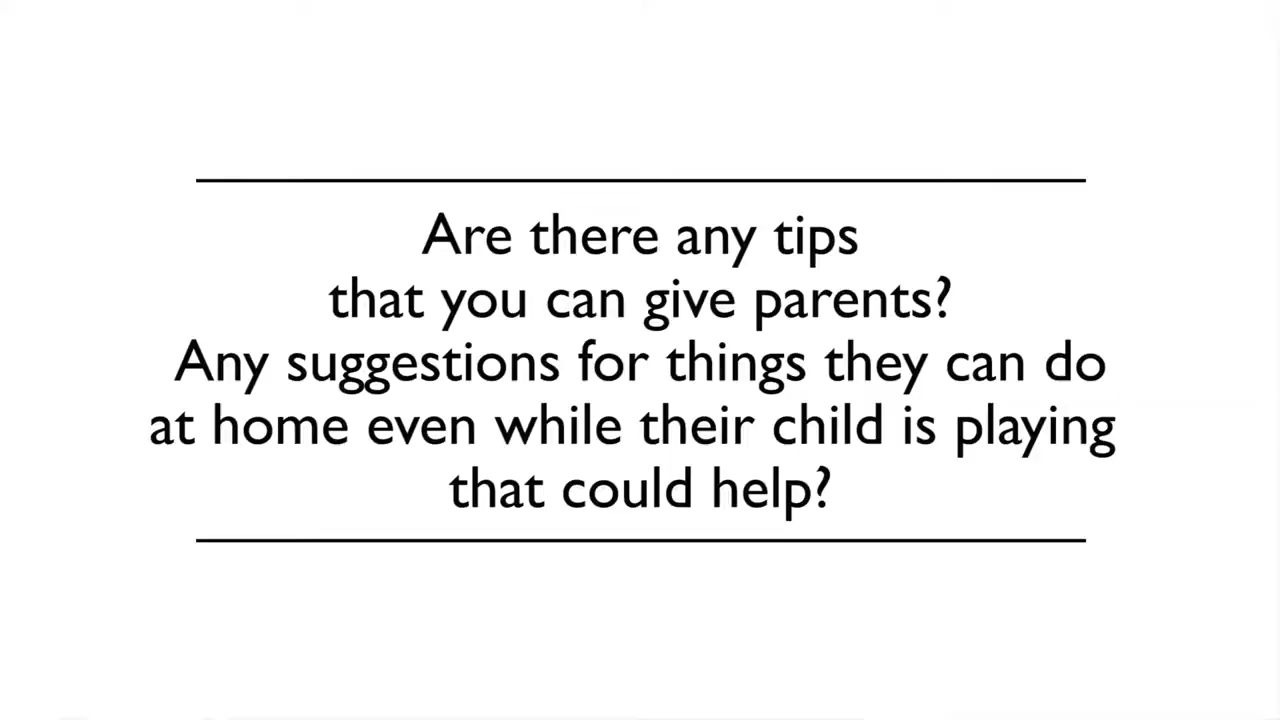 Are there any tips
that you can give parents?
Any suggestions for things they can do
at home even while their child is playing
that could help?